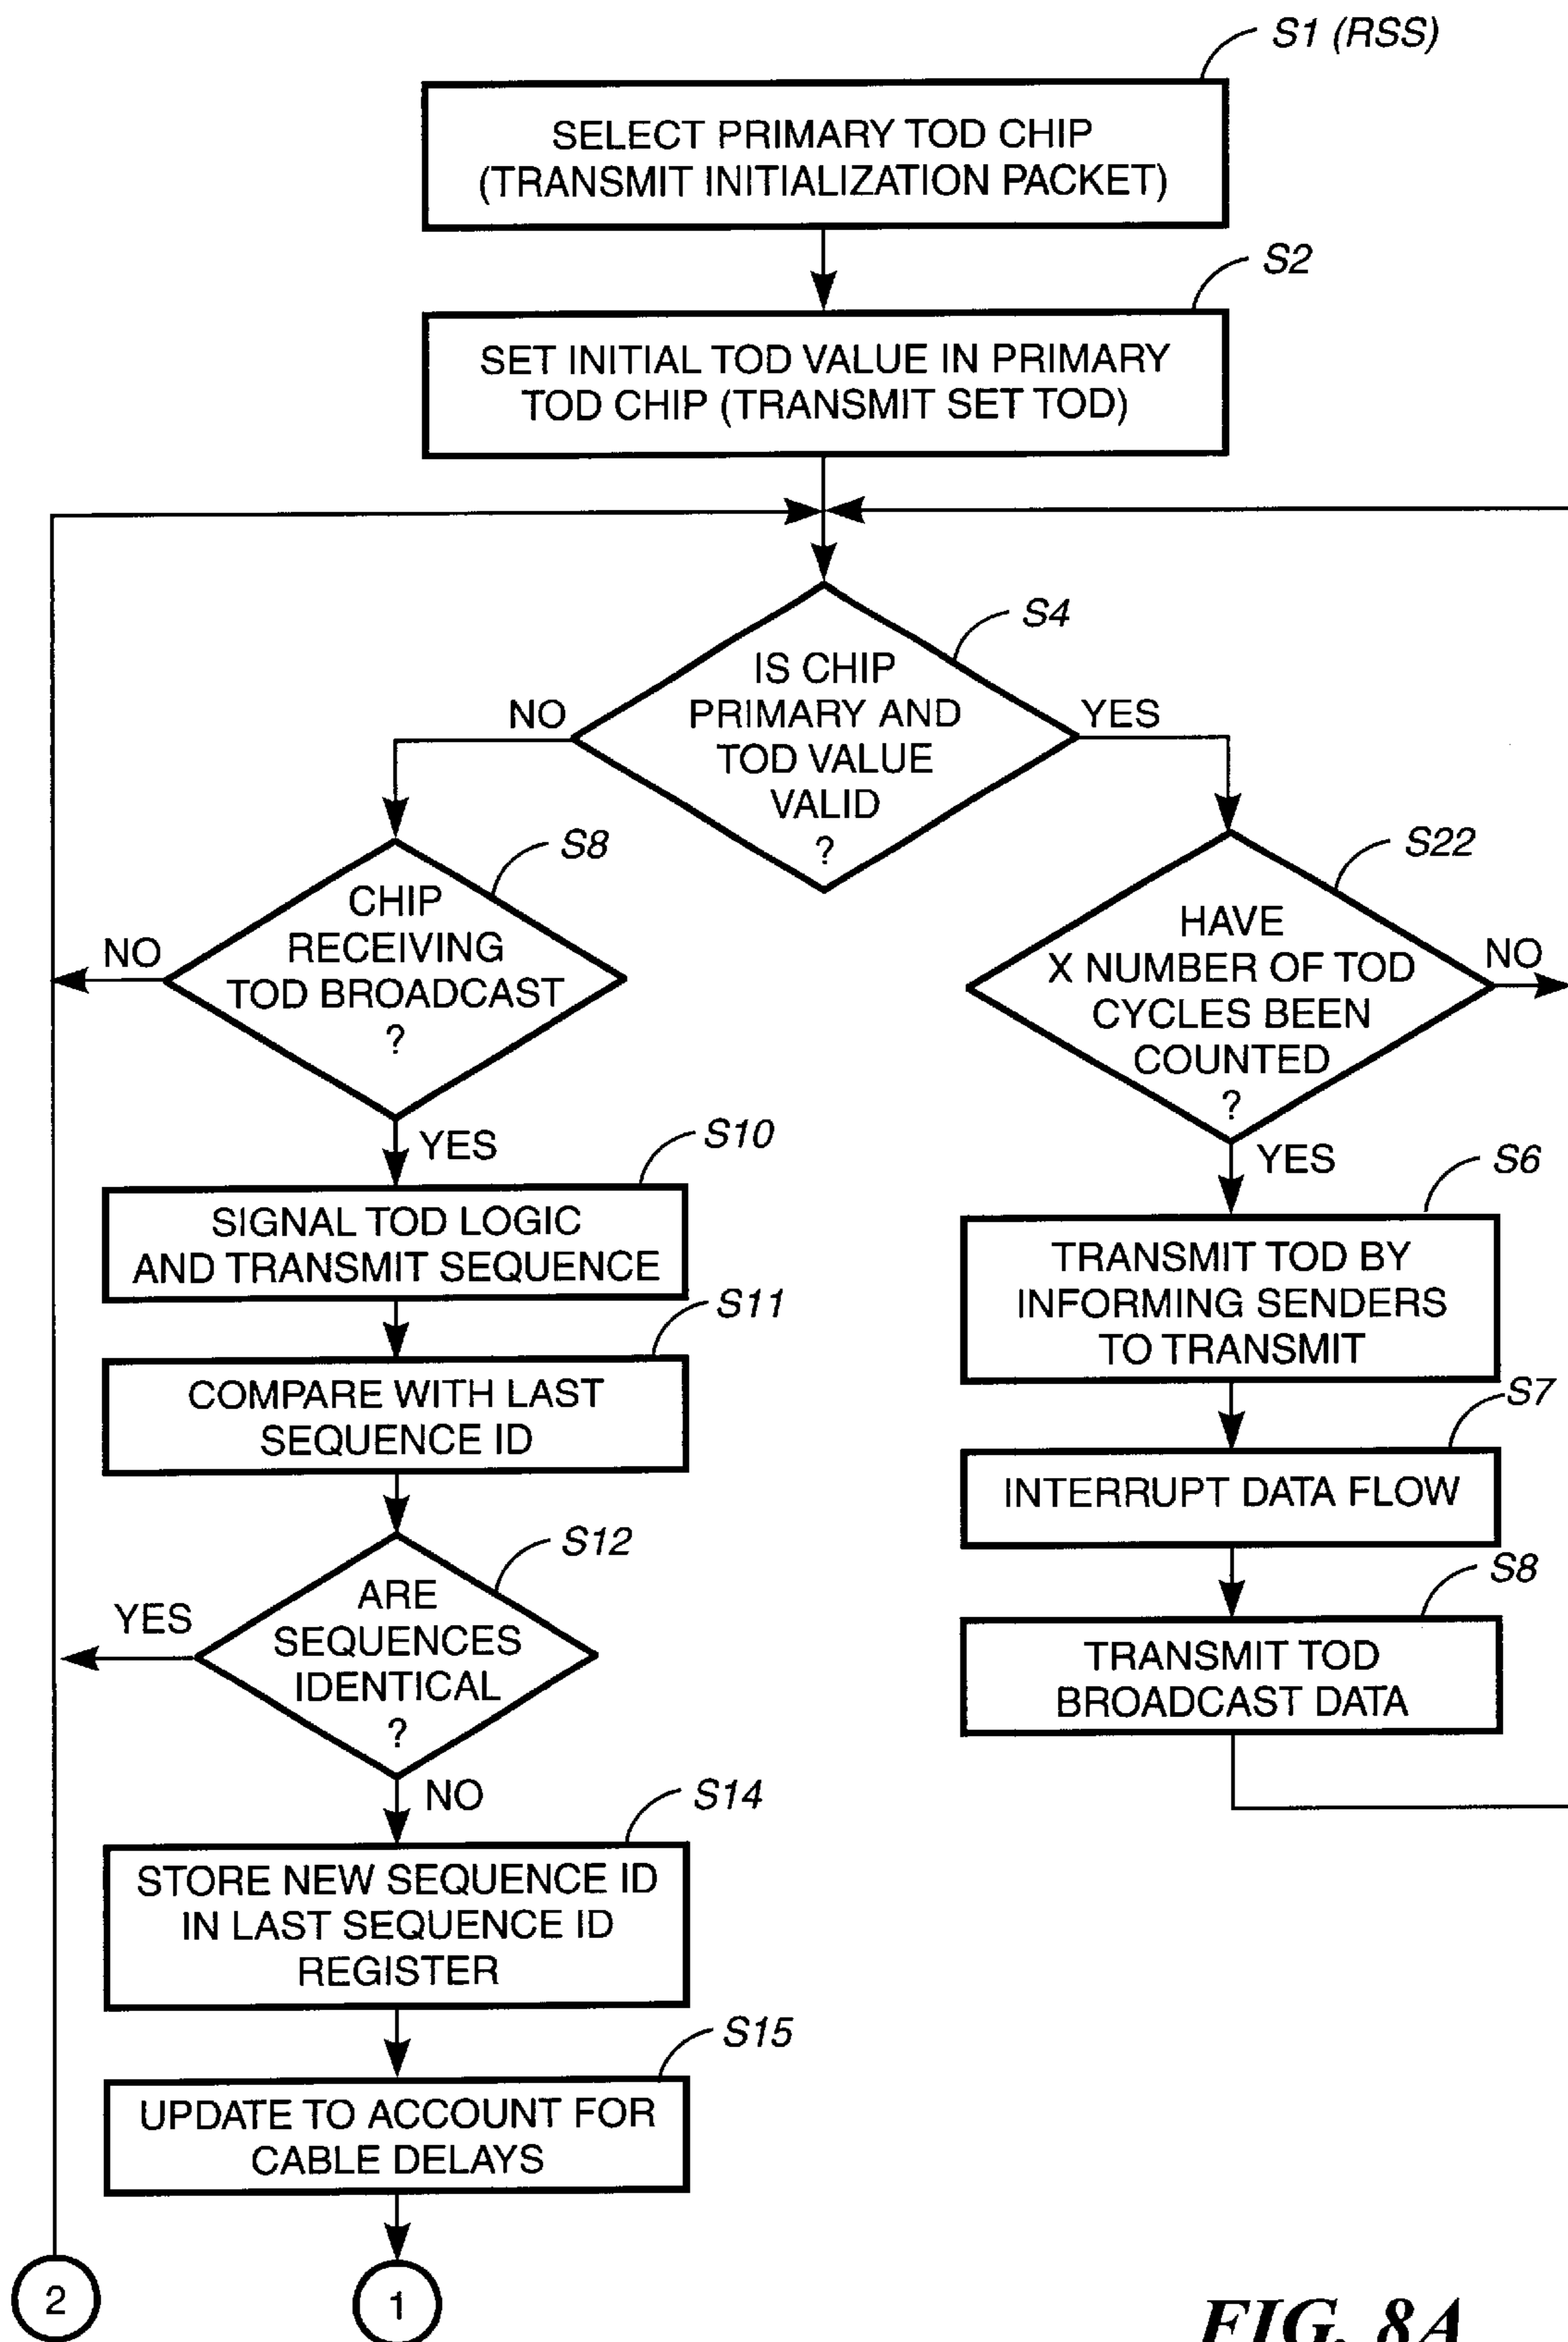 S1 (RSS)
SELECT PRIMARY TOD CHIP
(TRANSMIT INITIALIZATION PACKET)
S2
SET INITIAL TOD VALUE IN PRIMARY
TOD CHIP (TRANSMIT SET TOD)
S4
IS CHIP
PRIMARY AND
TOD VALUE
VALID
?
NO
YES
S8
CHIP
RECEIVING
TOD BROADCAST
?
NO
YES
S10
SIGNAL TOD LOGIC
AND TRANSMIT SEQUENCE
S11
COMPARE WITH LAST
SEQUENCE ID
S12
ARE
SEQUENCES
IDENTICAL
?
YES
NO
S14
STORE NEW SEQUENCE ID
IN LAST SEQUENCE ID
REGISTER
S15
UPDATE TO ACCOUNT FOR
CABLE DELAYS
2
1
S22
HAVE
X NUMBER OF TOD
CYCLES BEEN
COUNTED
?
NO
YES
S6
TRANSMIT TOD BY
INFORMING SENDERS
TO TRANSMIT
S7
INTERRUPT DATA FLOW
S8
TRANSMIT TOD
BROADCAST DATA
FIG. 8A